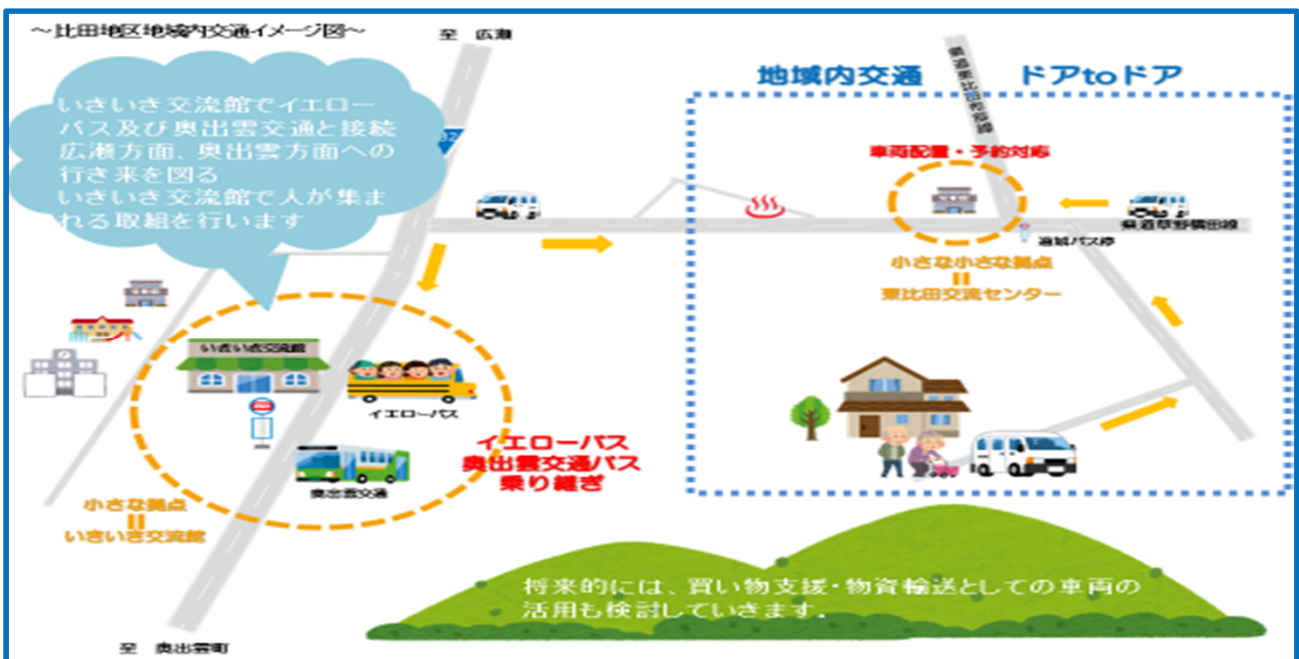 ～比田地区地域内交通イメージ図～
至 広瀬
いきいき交流館でイエロー
バス及び奥出雲交通と接続
広瀬方面、奥出雲方面への
行き来を図る
いきいき交流館で人が集ま
れる取組を行います
地域内交通 ドアtoドア
車両配置・予約対応
県道草野横田線
小さな小さな拠点
＝
東比田交流センター
いきいき交流館
イエローバス
奥出雲交通
イエローバス
奥出雲交通バス
乗り継ぎ
小さな拠点
＝
いきいき交流館
将来的には、買い物支援・物資輸送としての車両の
活用も検討していきます。
至 奥出雲町